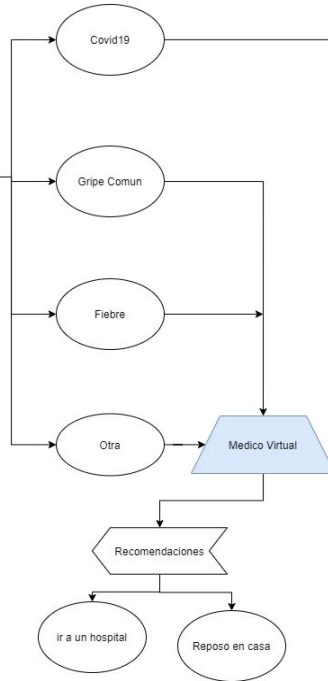 Covid19
Gripe Comun
Fiebre
Otra
Medico Virtual
Recomendaciones
ir a un hospital
Reposo en casa